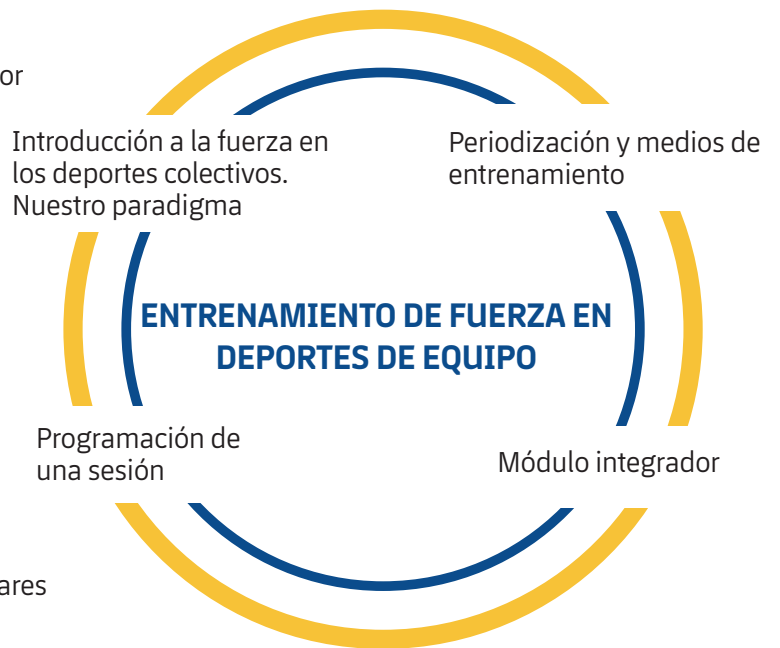 or
Introducción a la fuerza en
los deportes colectivos.
Nuestro paradigma
Periodización y medios de
entrenamiento
ENTRENAMIENTO DE FUERZA EN
DEPORTES DE EQUIPO
Programación de
una sesión
Módulo integrador
ares